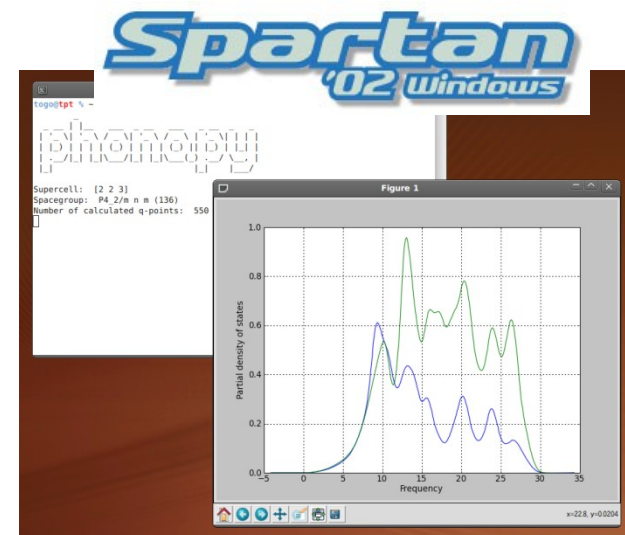 Spartan
'02 Windows
togo@tpt % ~
phonopy
Supercell: [2 2 3]
Spacegroup: P4_2/m n m (136)
Number of calculated q-points: 550
Figure 1
1.0
0.8
0.6
0.4
0.2
0.0
Partial density of states
-5 0 5 10 15 20 25 30 35
Frequency
x=22.8, y=0.0204